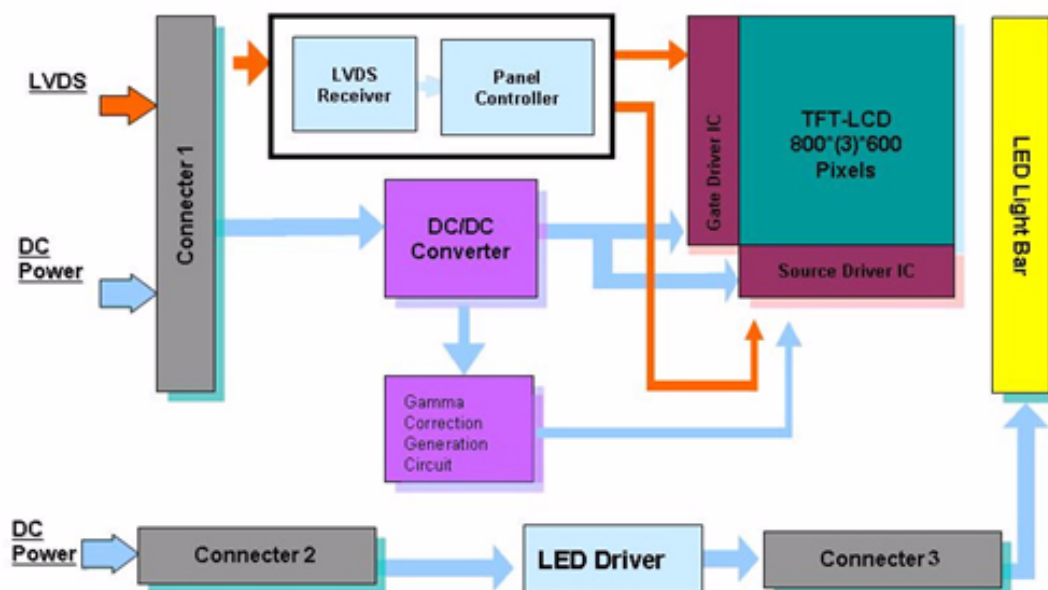 LVDS
DC
Power
Connecter 1
LVDS
Receiver
Panel
Controller
DC/DC
Converter
Gamma
Correction
Generation
Circuit
Gate Driver IC
TFT-LCD
800*(3)*600
Pixels
Source Driver IC
LED Light Bar
DC
Power
Connecter 2
LED Driver
Connecter 3